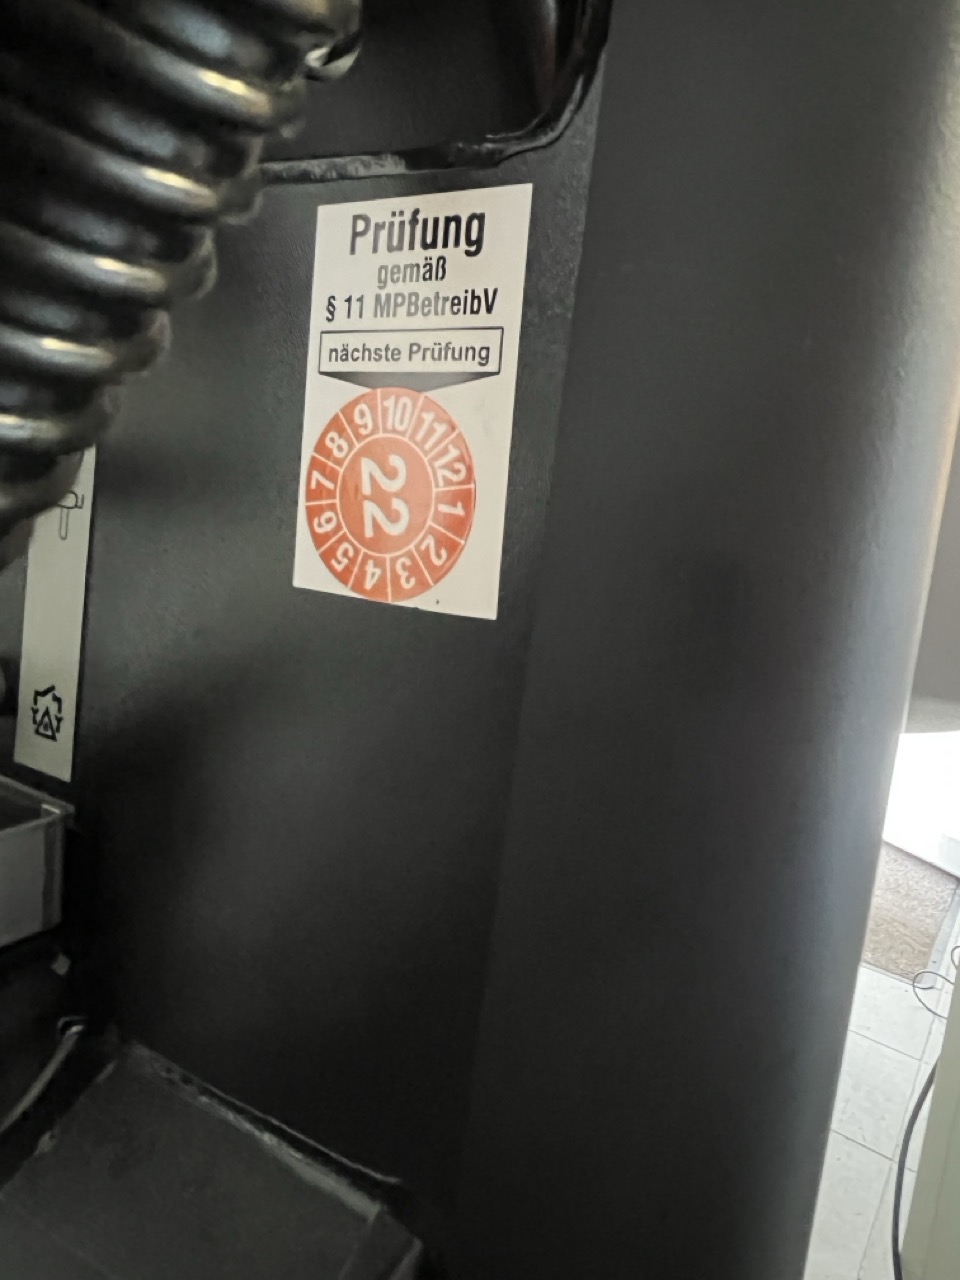 Prüfung
gemäß
§ 11 MPBetreibV
nächste Prüfung
10 11 12 1 2 3 4 5 6 7 8 9
22